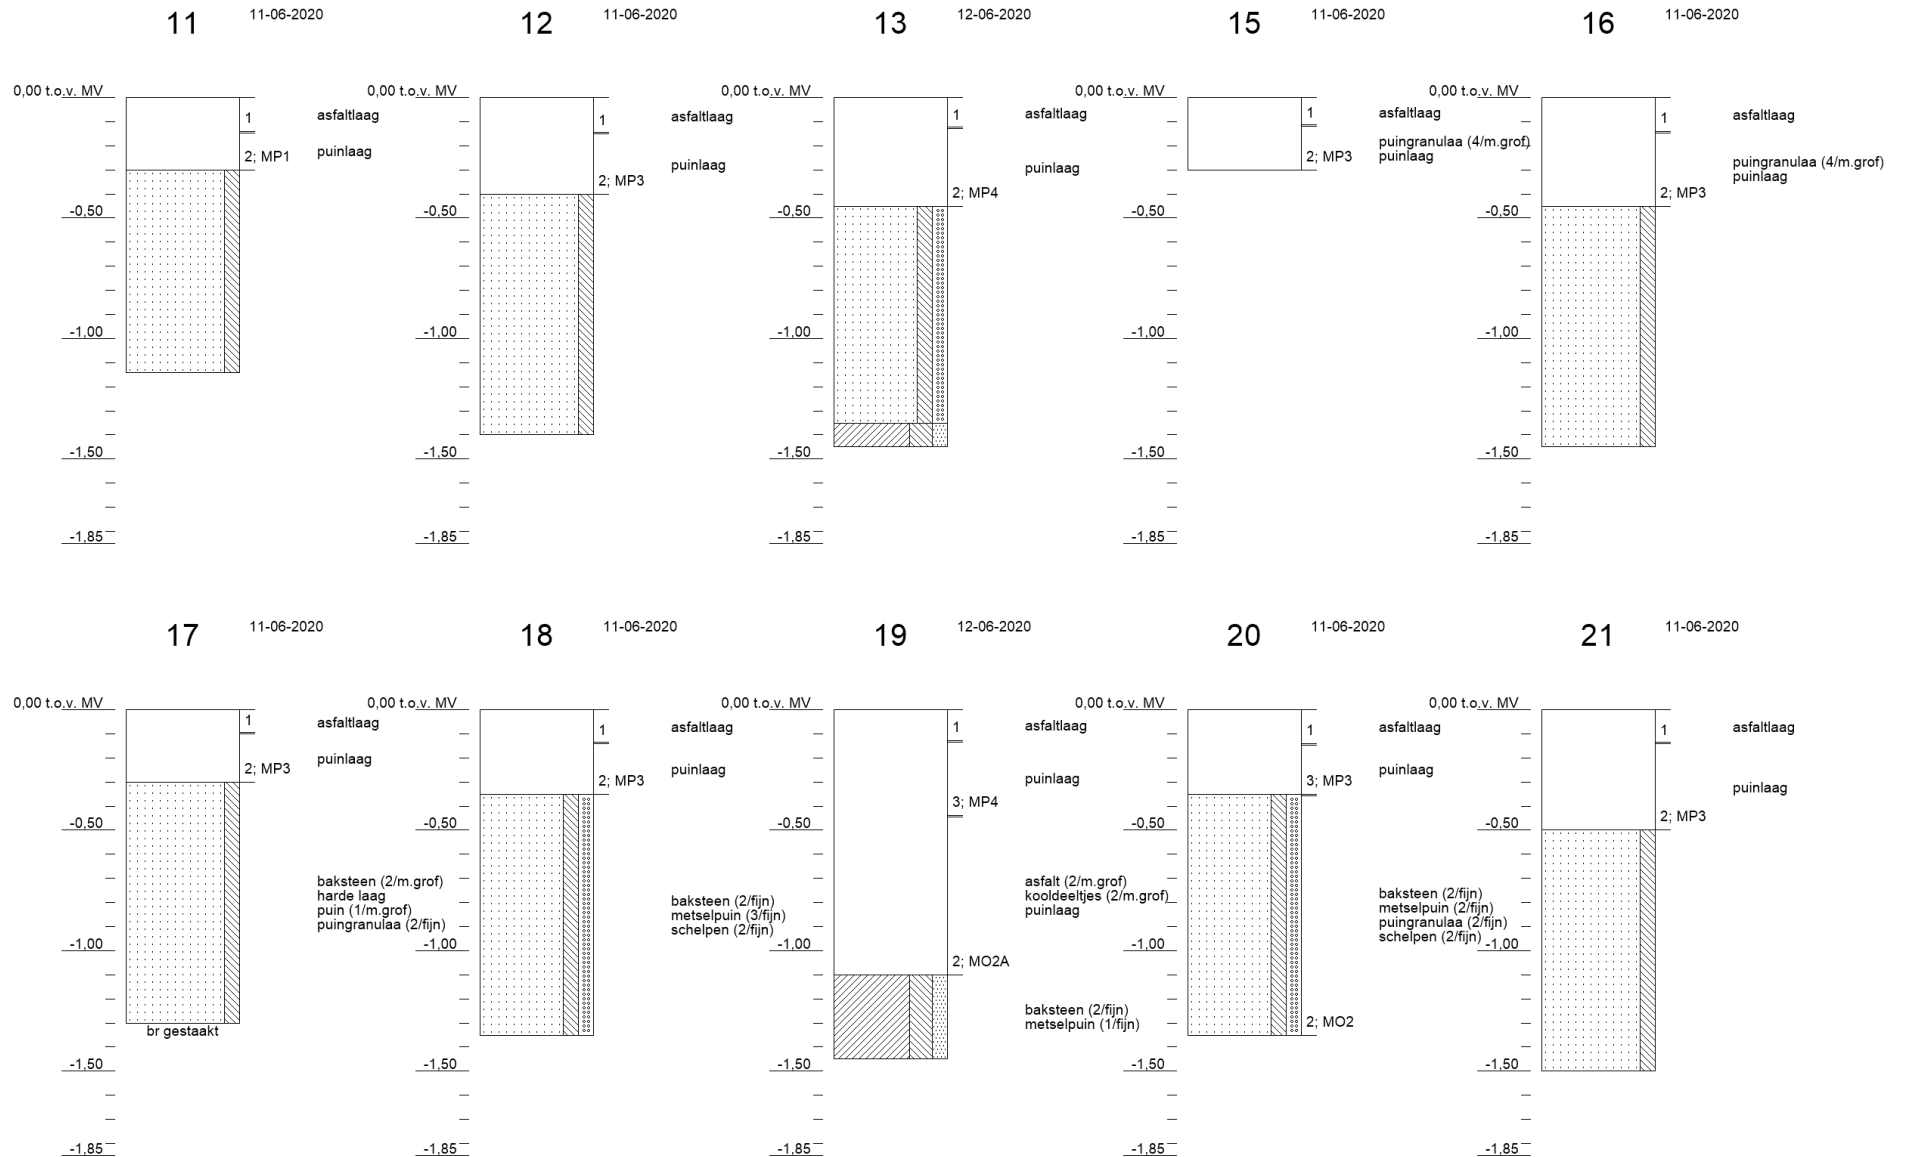 11 11-06-2020
0,00 t.o.v. MV
1
asfaltlaag
2; MP1
puinlaag
-0,50
-1,00
-1,50
-1,85
12 11-06-2020
0,00 t.o.v. MV
1
asfaltlaag
puinlaag
2; MP3
-0,50
-1,00
-1,50
-1,85
13 12-06-2020
0,00 t.o.v. MV
1
asfaltlaag
puinlaag
2; MP4
-0,50
-1,00
-1,50
-1,85
15 11-06-2020
0,00 t.o.v. MV
1
asfaltlaag
puingranulaa (4/m.grof)
2; MP3
puinlaag
-0,50
-1,00
-1,50
-1,85
16 11-06-2020
0,00 t.o.v. MV
1
asfaltlaag
puingranulaa (4/m.grof)
puinlaag
2; MP3
-0,50
-1,00
-1,50
-1,85
17 11-06-2020
0,00 t.o.v. MV
1
asfaltlaag
puinlaag
2; MP3
-0,50
baksteen (2/m.grof)
harde laag
puin (1/m.grof)
puingranulaa (2/fijn)
-1,00
br gestaakt
-1,50
-1,85
18 11-06-2020
0,00 t.o.v. MV
1
asfaltlaag
puinlaag
2; MP3
-0,50
baksteen (2/fijn)
metselpuin (3/fijn)
schelpen (2/fijn)
-1,00
-1,50
-1,85
19 12-06-2020
0,00 t.o.v. MV
1
asfaltlaag
puinlaag
3; MP4
-0,50
asfalt (2/m.grof)
kooldeeltjes (2/m.grof)
puinlaag
-1,00
2; MO2A
baksteen (2/fijn)
metselpuin (1/fijn)
-1,50
-1,85
20 11-06-2020
0,00 t.o.v. MV
1
asfaltlaag
puinlaag
3; MP3
-0,50
baksteen (2/fijn)
metselpuin (2/fijn)
puingranulaa (2/fijn)
schelpen (2/fijn)
-1,00
2; MO2
-1,50
-1,85
21 11-06-2020
0,00 t.o.v. MV
1
asfaltlaag
puinlaag
2; MP3
-0,50
-1,00
-1,50
-1,85